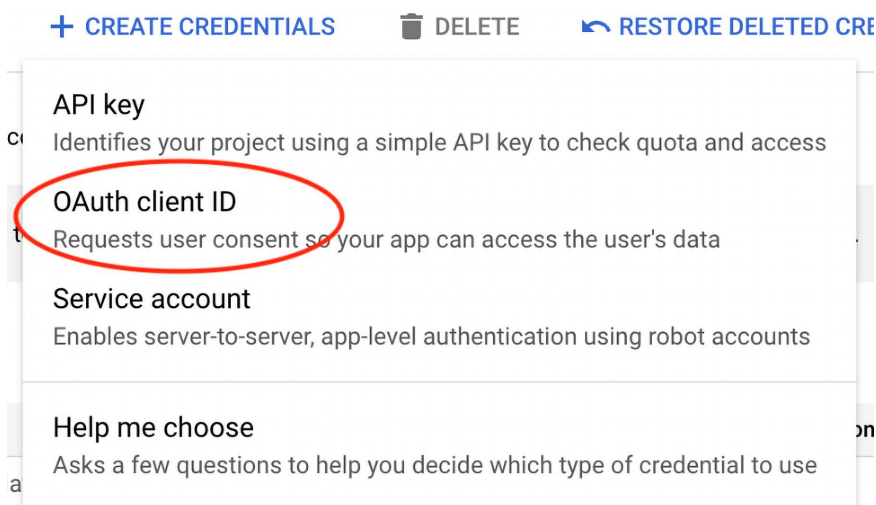 + CREATE CREDENTIALS DELETE RESTORE DELETED CRE
API key
Identifies your project using a simple API key to check quota and access
OAuth client ID
Requests user consent so your app can access the user's data
Service account
Enables server-to-server, app-level authentication using robot accounts
Help me choose
Asks a few questions to help you decide which type of credential to use